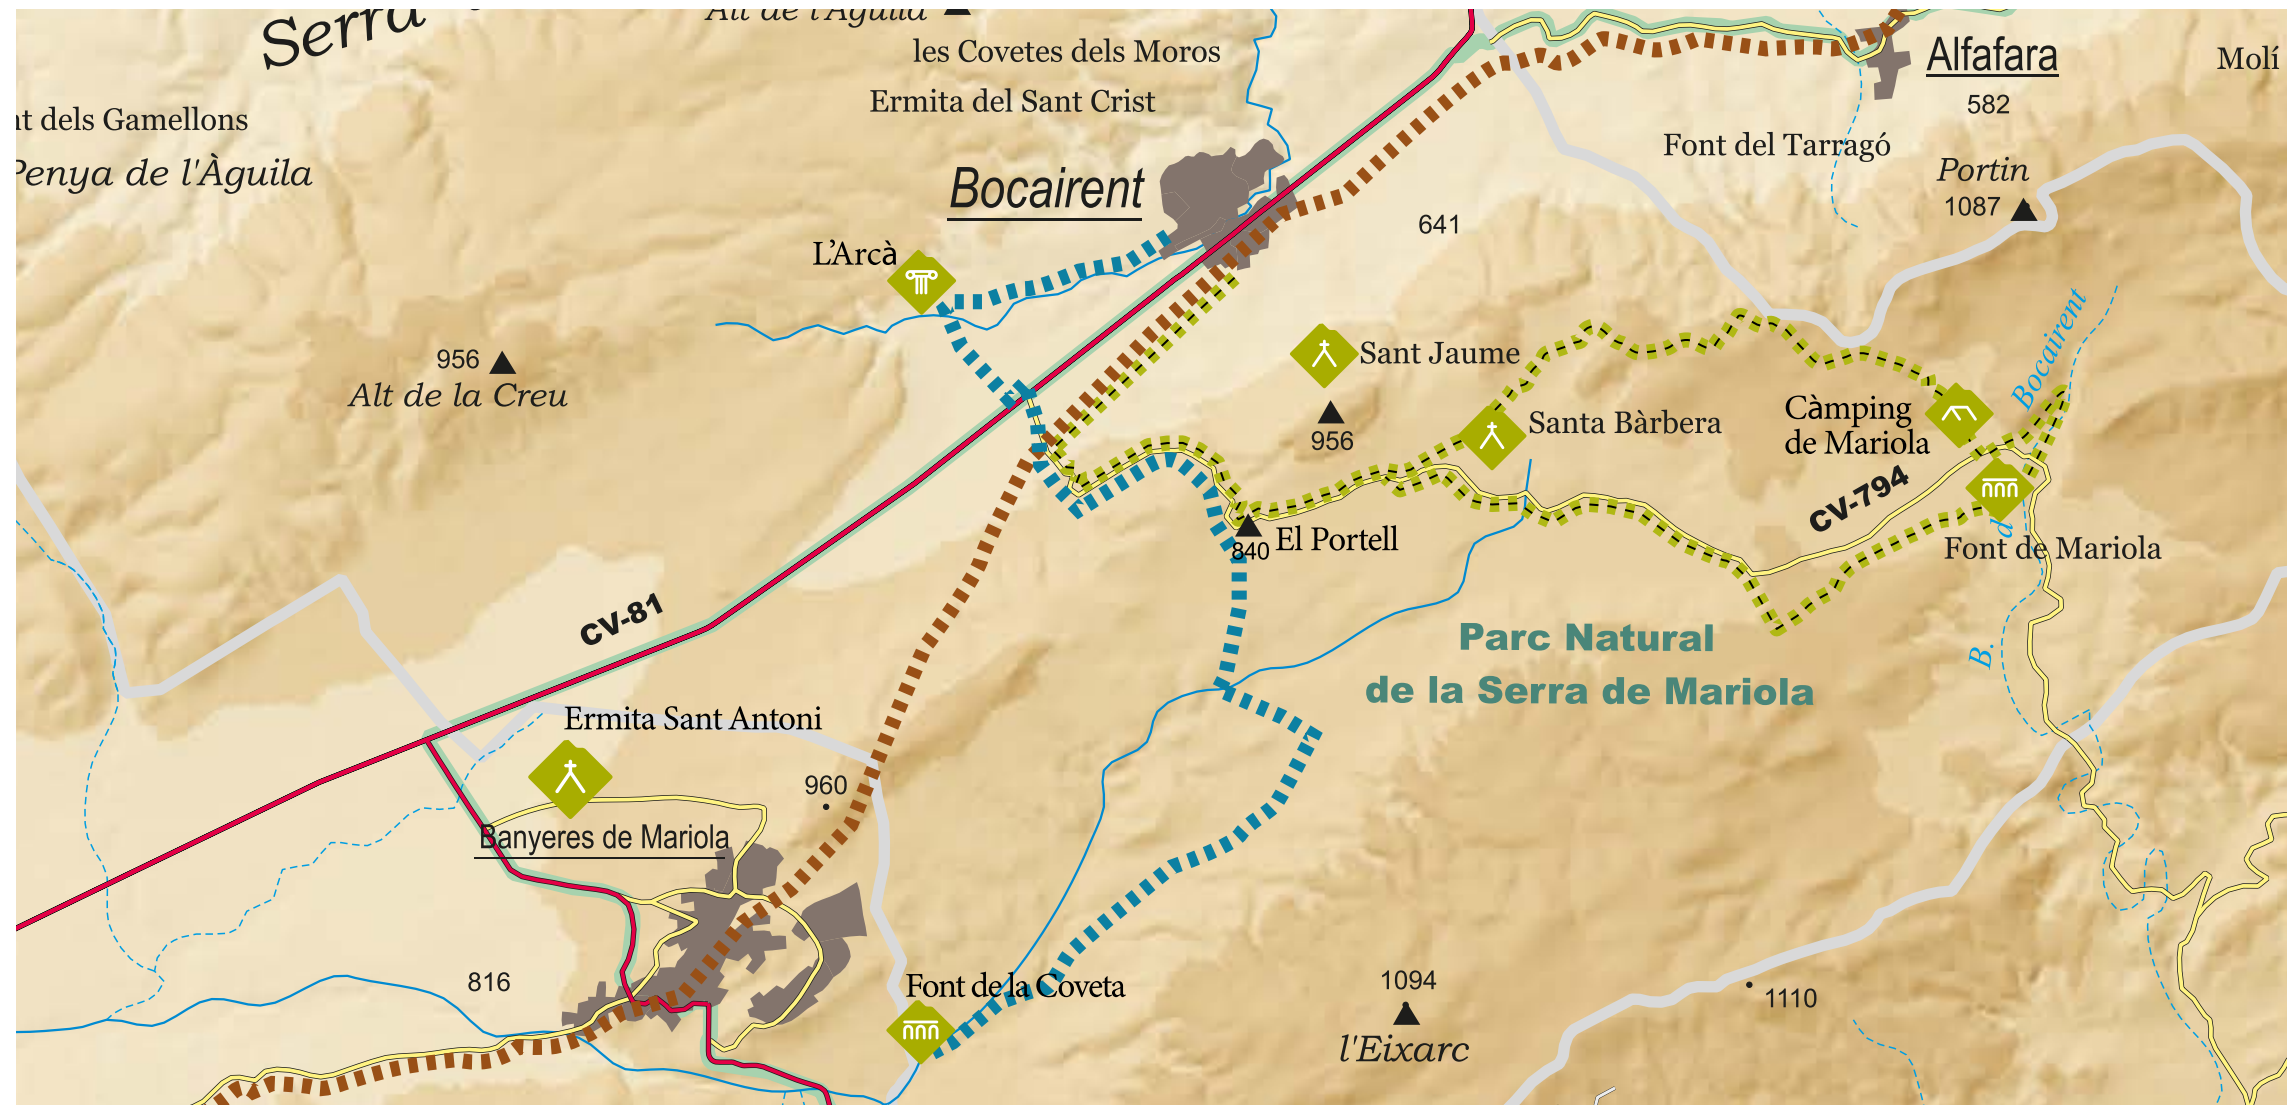 Serra
Alt de l'Àguila
les Covetes dels Moros
Ermita del Sant Crist
Alfafara
582
Molí
nt dels Gamellons
Penya de l'Àguila
Bocairent
Font del Tarragó
Portin
1087
641
L'Arcà
956
Alt de la Creu
Sant Jaume
956
Santa Bàrbera
Càmping
de Mariola
CV-794
Bocairent
d
B.
840
El Portell
Font de Mariola
CV-81
Parc Natural
de la Serra de Mariola
Ermita Sant Antoni
960
Banyeres de Mariola
816
Font de la Coveta
1094
l'Eixarc
1110